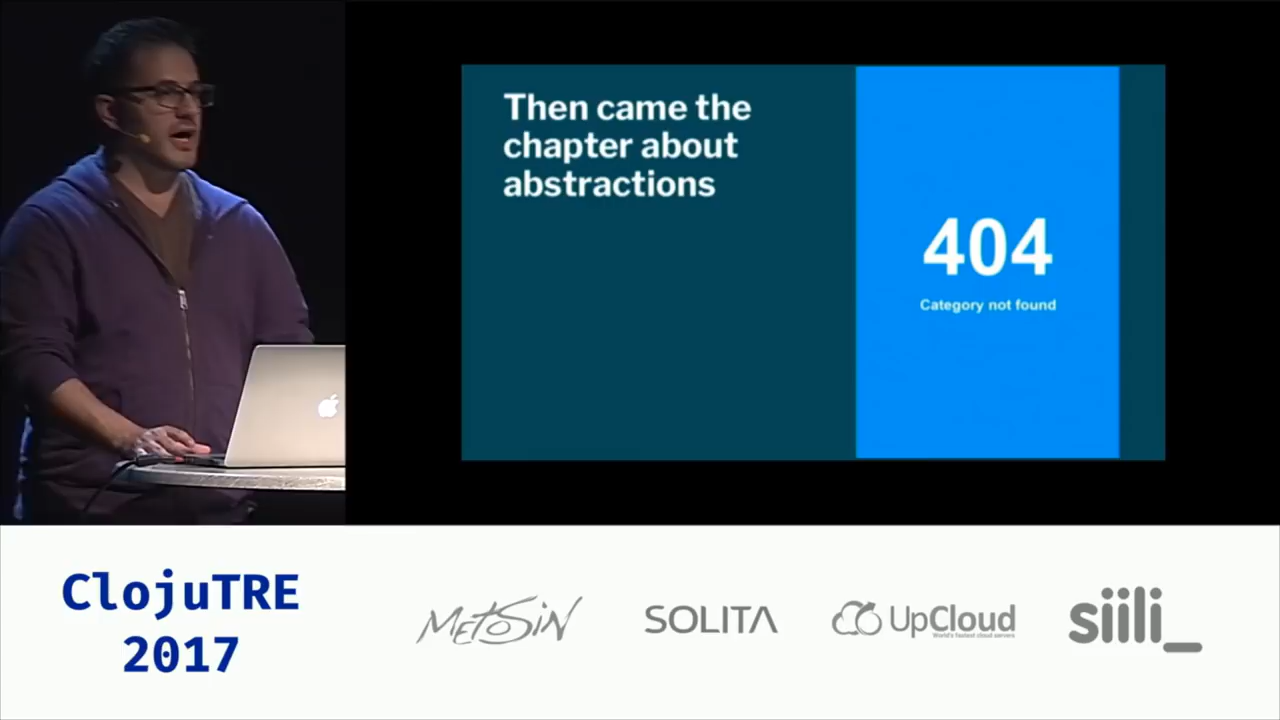 Then came the
chapter about
abstractions
404
Category not found
ClojuTRE
2017
METOSIN
SOLITA
UpCloud
World's fastest cloud servers
siili_